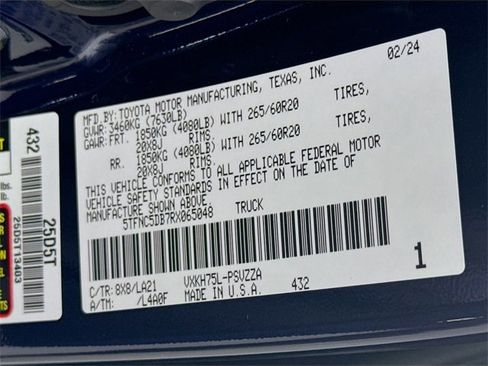 MFD.BY: TOYOTA MOTOR MANUFACTURING, TEXAS, INC. 02/24
GVWR: 3460KG (7630LB)
GAWR: FRT. 1850KG (4080LB) WITH 265/60R20 TIRES,
20X8J RIMS
RR. 1850KG (4080LB) WITH 265/60R20 TIRES,
20X8J RIMS
THIS VEHICLE CONFORMS TO ALL APPLICABLE FEDERAL MOTOR
VEHICLE SAFETY STANDARDS IN EFFECT ON THE DATE OF
MANUFACTURE SHOWN ABOVE.
5TFNC5DB7RX065048 TRUCK
C/TR: 8X8/LA21 VXKH75L-PSVZZA
A/TM: /L4A0F MADE IN U.S.A. 432 1
432
25D5T
25D5T13403